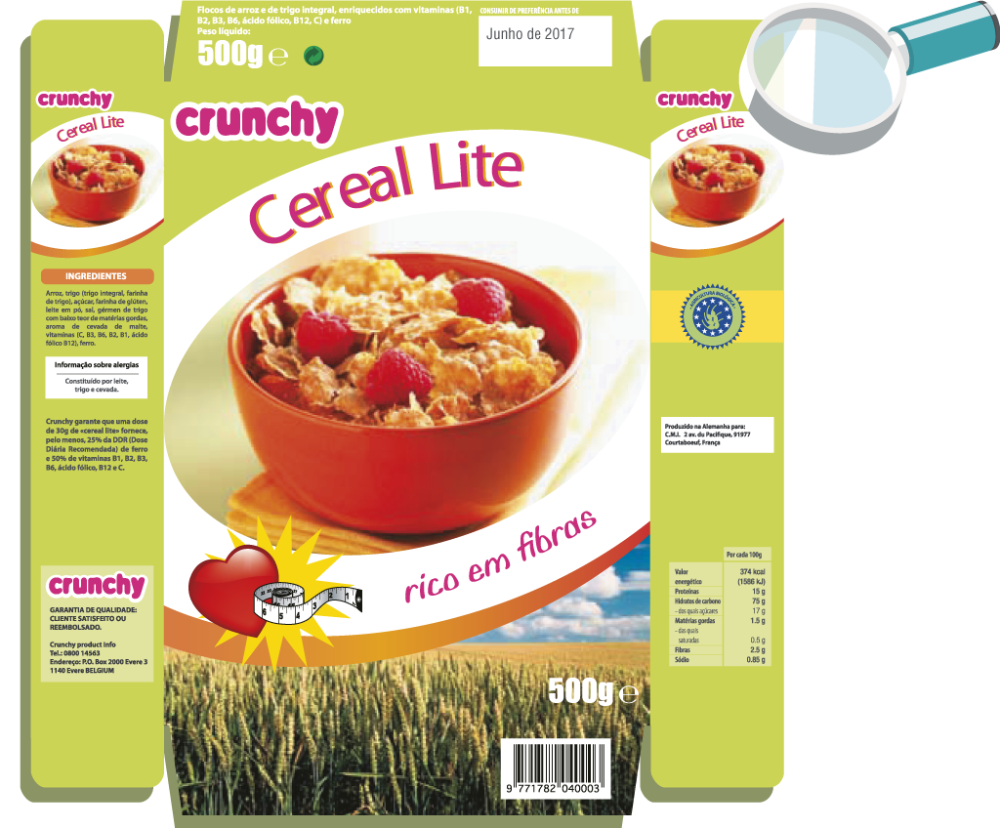 crunchy
Cereal Lite
INGREDIENTES
Arroz, trigo (trigo integral, farinha
de trigo), açúcar, farinha de glúten,
leite em pó, sal, gérmen de trigo
com baixo teor de matérias gordas,
aroma de cevada de malte,
vitaminas (C, B3, B6, B2, B1, ácido
fólico B12), ferro.
Informação sobre alergias
Constituído por leite,
trigo e cevada.
Crunchy garante que uma dose
de 30g de «cereal lite» fornece,
pelo menos, 25% da DDR (Dose
Diária Recomendada) de ferro
e 50% de vitaminas B1, B2, B3,
B6, ácido fólico, B12 e C.
crunchy
GARANTIA DE QUALIDADE:
CLIENTE SATISFEITO OU
REEMBOLSADO.
Crunchy product info
Tel.: 0800 14563
Endereço: P.O. Box 2000 Evere 3
1140 Evere BELGIUM
Flocos de arroz e de trigo integral, enriquecidos com vitaminas (B1,
B2, B3, B6, ácido fólico, B12, C) e ferro
Peso líquido:
500g ℮
CONSUMIR DE PREFERÊNCIA ANTES DE
Junho de 2017
crunchy
Cereal Lite
rico em fibras
6 5 4 3 2 1
500g ℮
9 771782 040003
crunchy
Cereal Lite
AGRICULTURA BIOLÓGICA
Produzido na Alemanha para:
C.M.I. 2 av. du Pacifique, 91977
Courtaboeuf, França
Por cada 100g
Valor 374 kcal
energético (1586 kJ)
Proteínas 15 g
Hidratos de carbono 75 g
- dos quais açúcares 17 g
Matérias gordas 1.5 g
- das quais
saturadas 0.5 g
Fibras 2.5 g
Sódio 0.85 g